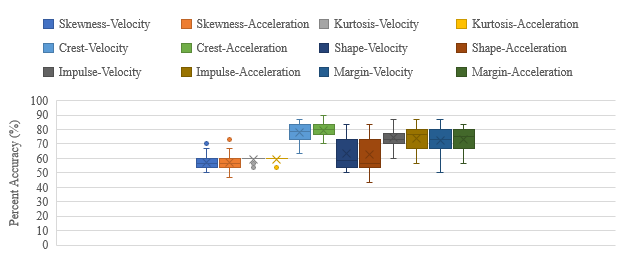 Skewness-Velocity Skewness-Acceleration Kurtosis-Velocity Kurtosis-Acceleration
Crest-Velocity Crest-Acceleration Shape-Velocity Shape-Acceleration
Impulse-Velocity Impulse-Acceleration Margin-Velocity Margin-Acceleration
Percent Accuracy (%)
100
90
80
70
60
50
40
30
20
10
0